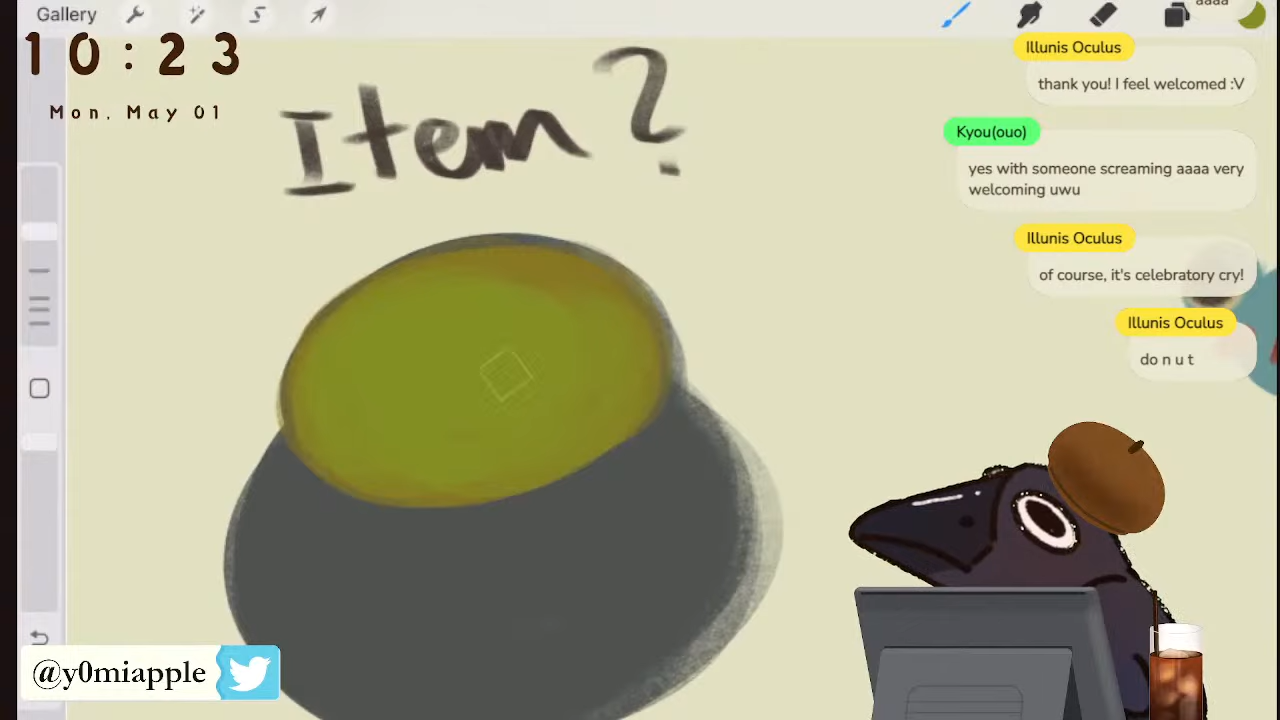 Gallery
aaaa
10:23
Mon, May 01
Item?
Illunis Oculus
thank you! I feel welcomed :V
Kyou(ouo)
yes with someone screaming aaaa very
welcoming uwu
Illunis Oculus
of course, it's celebratory cry!
Illunis Oculus
do n u t
@y0miapple